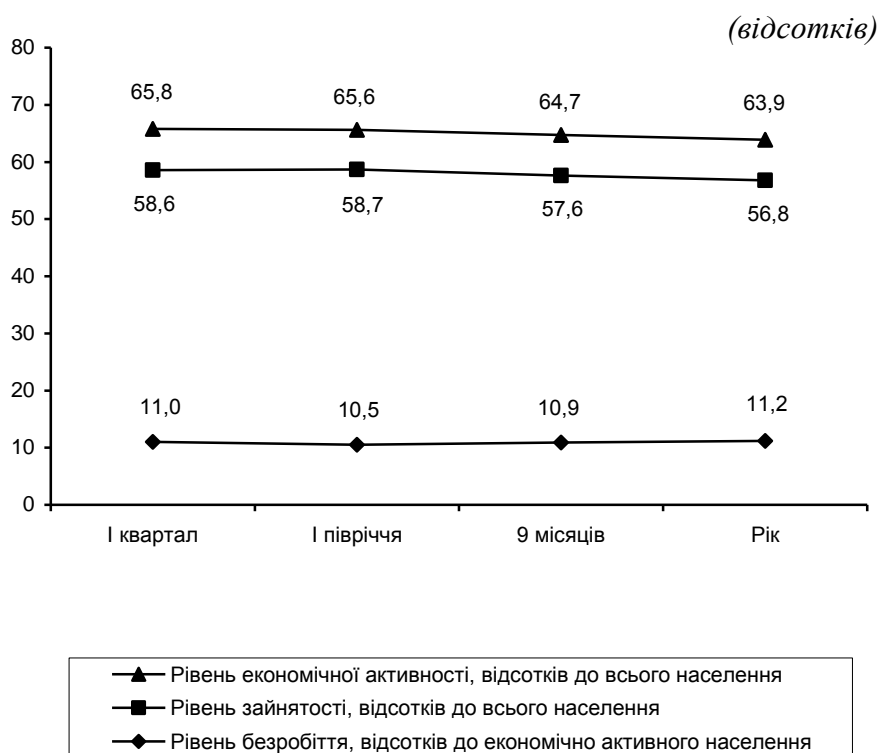 (відсотків)
80
65,8 65,6 64,7 63,9
70
60
58,6 58,7 57,6 56,8
50
40
30
20
11,0 10,5 10,9 11,2
10
0
І квартал І півріччя 9 місяців Рік
Рівень економічної активності, відсотків до всього населення
Рівень зайнятості, відсотків до всього населення
Рівень безробіття, відсотків до економічно активного населення